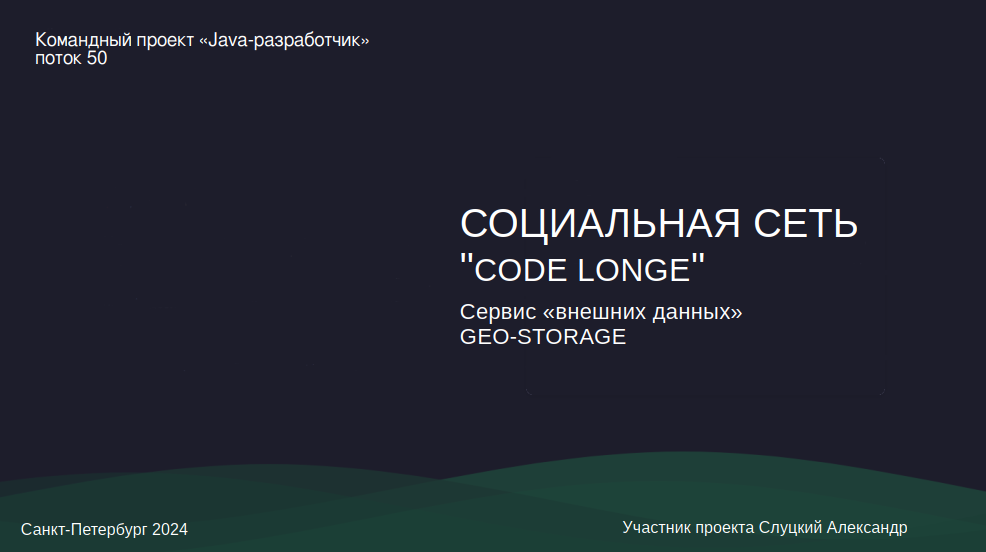 Командный проект «Java-разработчик»
поток 50
СОЦИАЛЬНАЯ СЕТЬ
"CODE LONGE"
Сервис «внешних данных»
GEO-STORAGE
Санкт-Петербург 2024
Участник проекта Слуцкий Александр